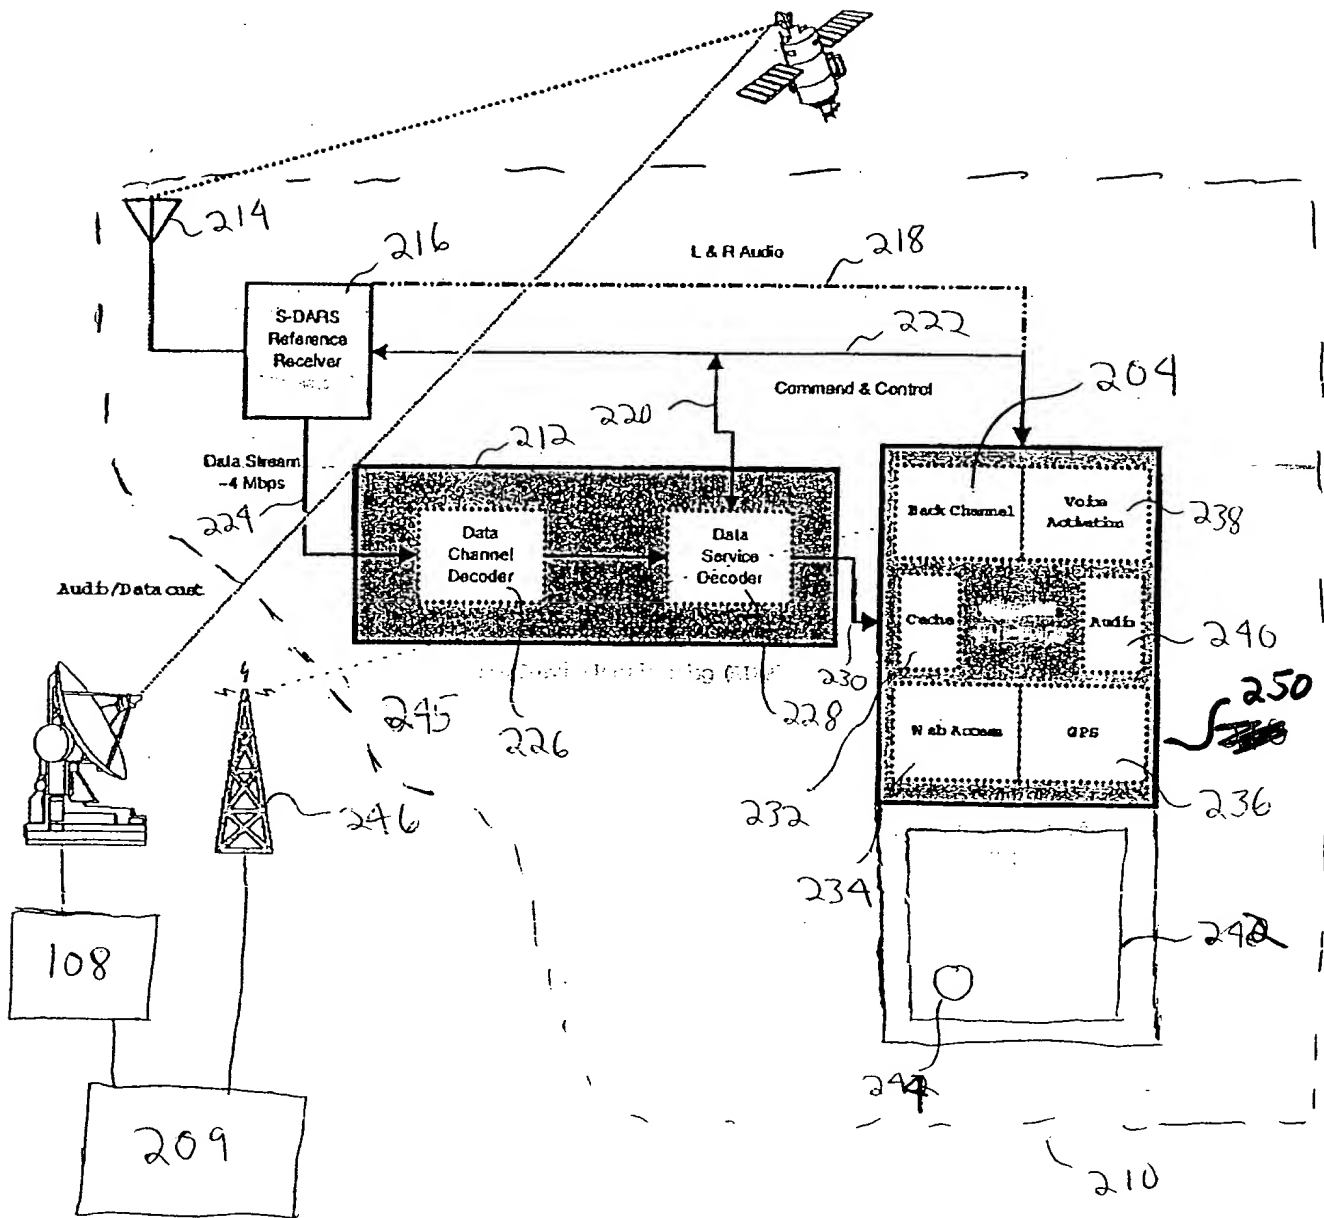 214
216
L & R Audio
218
S-DARS
Reference
Receiver
222
204
Command & Control
220
212
Data Stream
~4 Mbps
224
Back Channel
Voice
Activation
238
Data
Channel
Decoder
Data
Service
Decoder
Audio/Datacast
Cache
Audio
240
230
250
245
226
228
Web Access
GPS
246
232
236
234
108
242
244
209
210